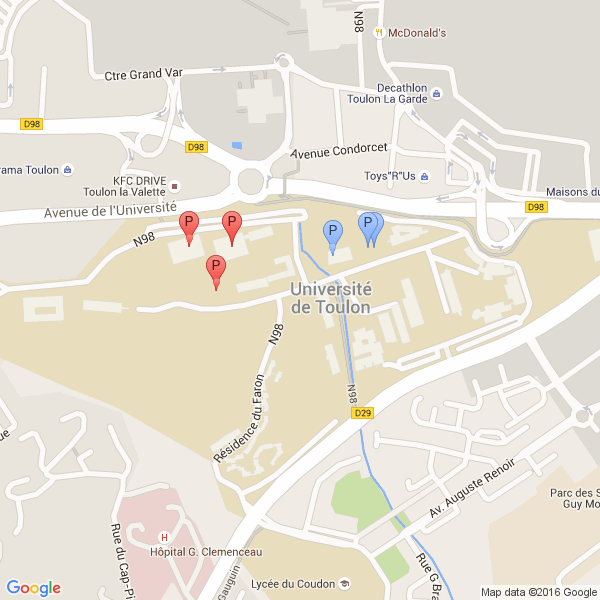 N98
McDonald's
Ctre Grand Var
Decathlon
Toulon La Garde
D98
D98
Avenue Condorcet
rama Toulon
KFC DRIVE
Toulon la Valette
Toys"R"Us
Maisons du
Avenue de l'Université
D98
N98
P
P
P
P
P
Université
de Toulon
N98
N98
Résidence du Faron
D29
Av. Auguste Renoir
Parc des S
Guy Mo
Rue du Cap-Pi
H
Hôpital G. Clemenceau
Rue G Bra
Gauguin
Lycée du Coudon
ue
Google
Map data ©2016 Google